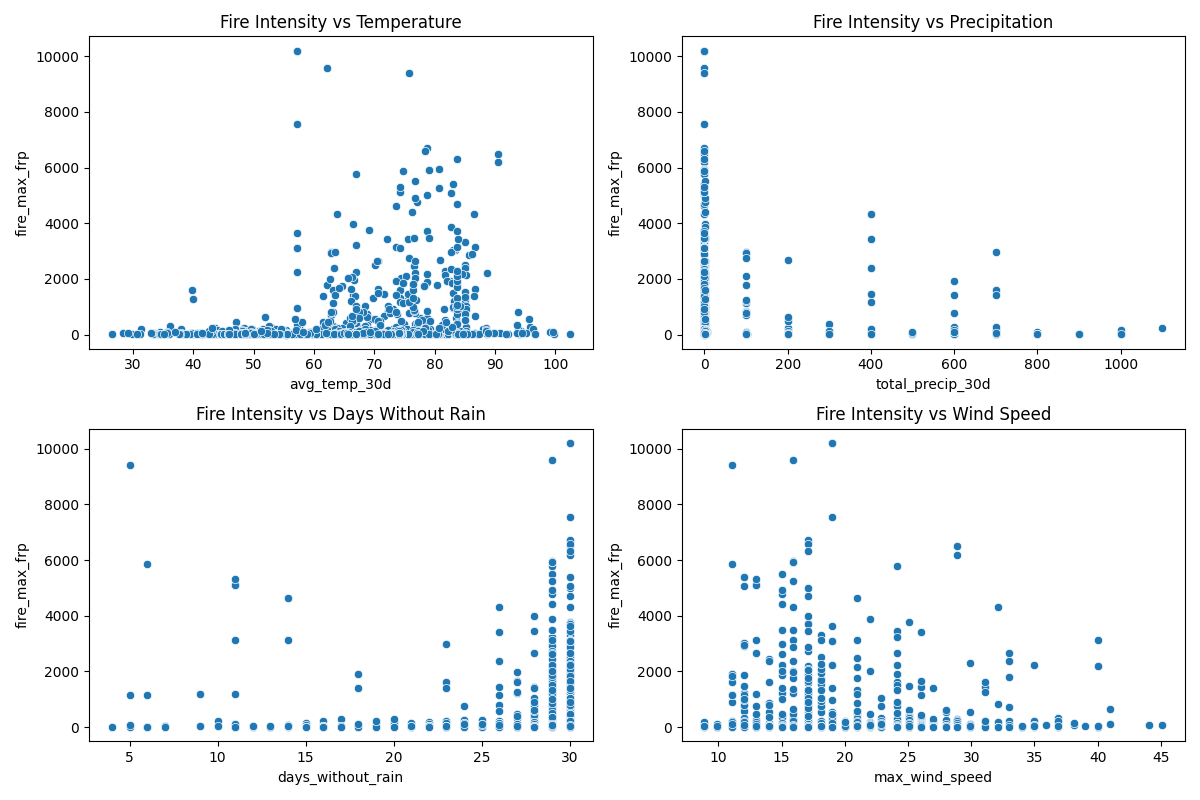 Fire Intensity vs Temperature
fire_max_frp
10000
8000
6000
4000
2000
0
30 40 50 60 70 80 90 100
avg_temp_30d
Fire Intensity vs Precipitation
fire_max_frp
10000
8000
6000
4000
2000
0
0 200 400 600 800 1000
total_precip_30d
Fire Intensity vs Days Without Rain
fire_max_frp
10000
8000
6000
4000
2000
0
5 10 15 20 25 30
days_without_rain
Fire Intensity vs Wind Speed
fire_max_frp
10000
8000
6000
4000
2000
0
10 15 20 25 30 35 40 45
max_wind_speed